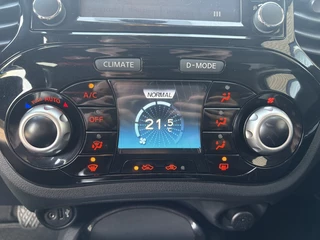 CLIMATE D-MODE
A/C NORMAL
OFF 21.5